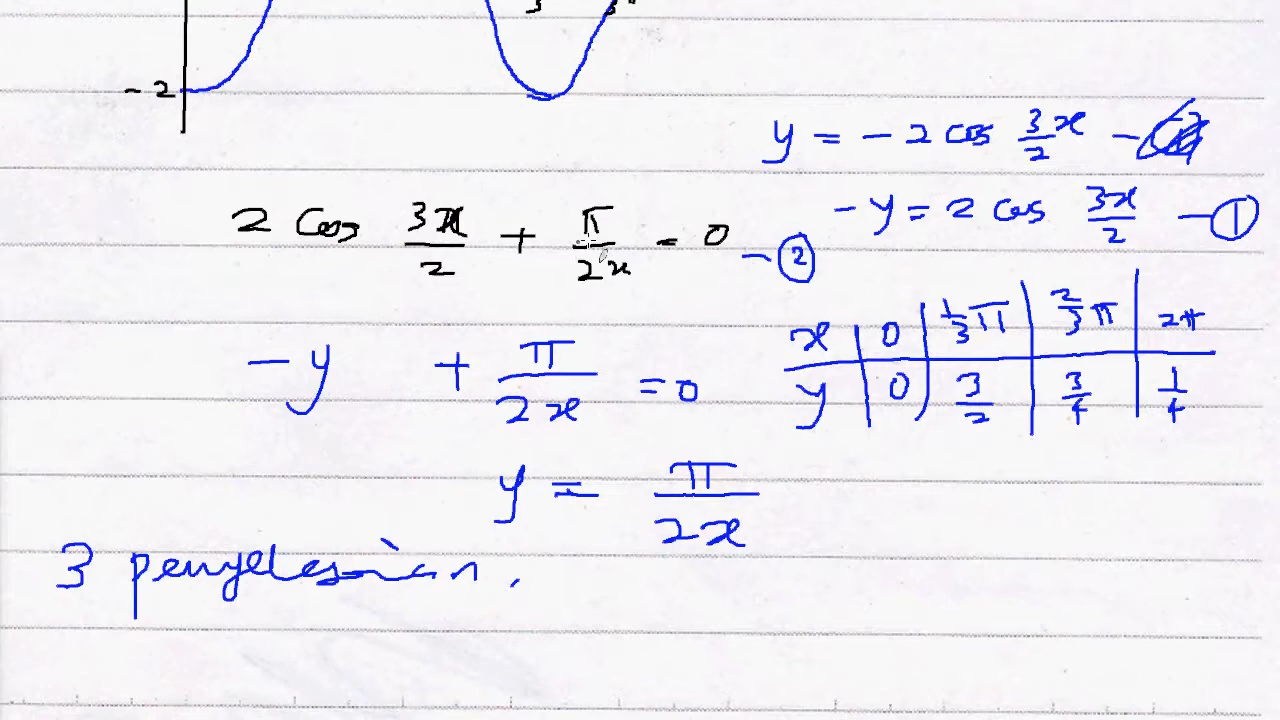 -2
y = -2 cos 3x/2 -
-y = 2 cos 3x/2 - ①
2 cos 3x/2 + π/2x = 0 - ②
x | 0 | 1/3 π | 2/3 π | 2π
y | 0 | 3/2 | 3/4 | 1/4
-y + π/2x = 0
y = π/2x
3 penyelesaian.